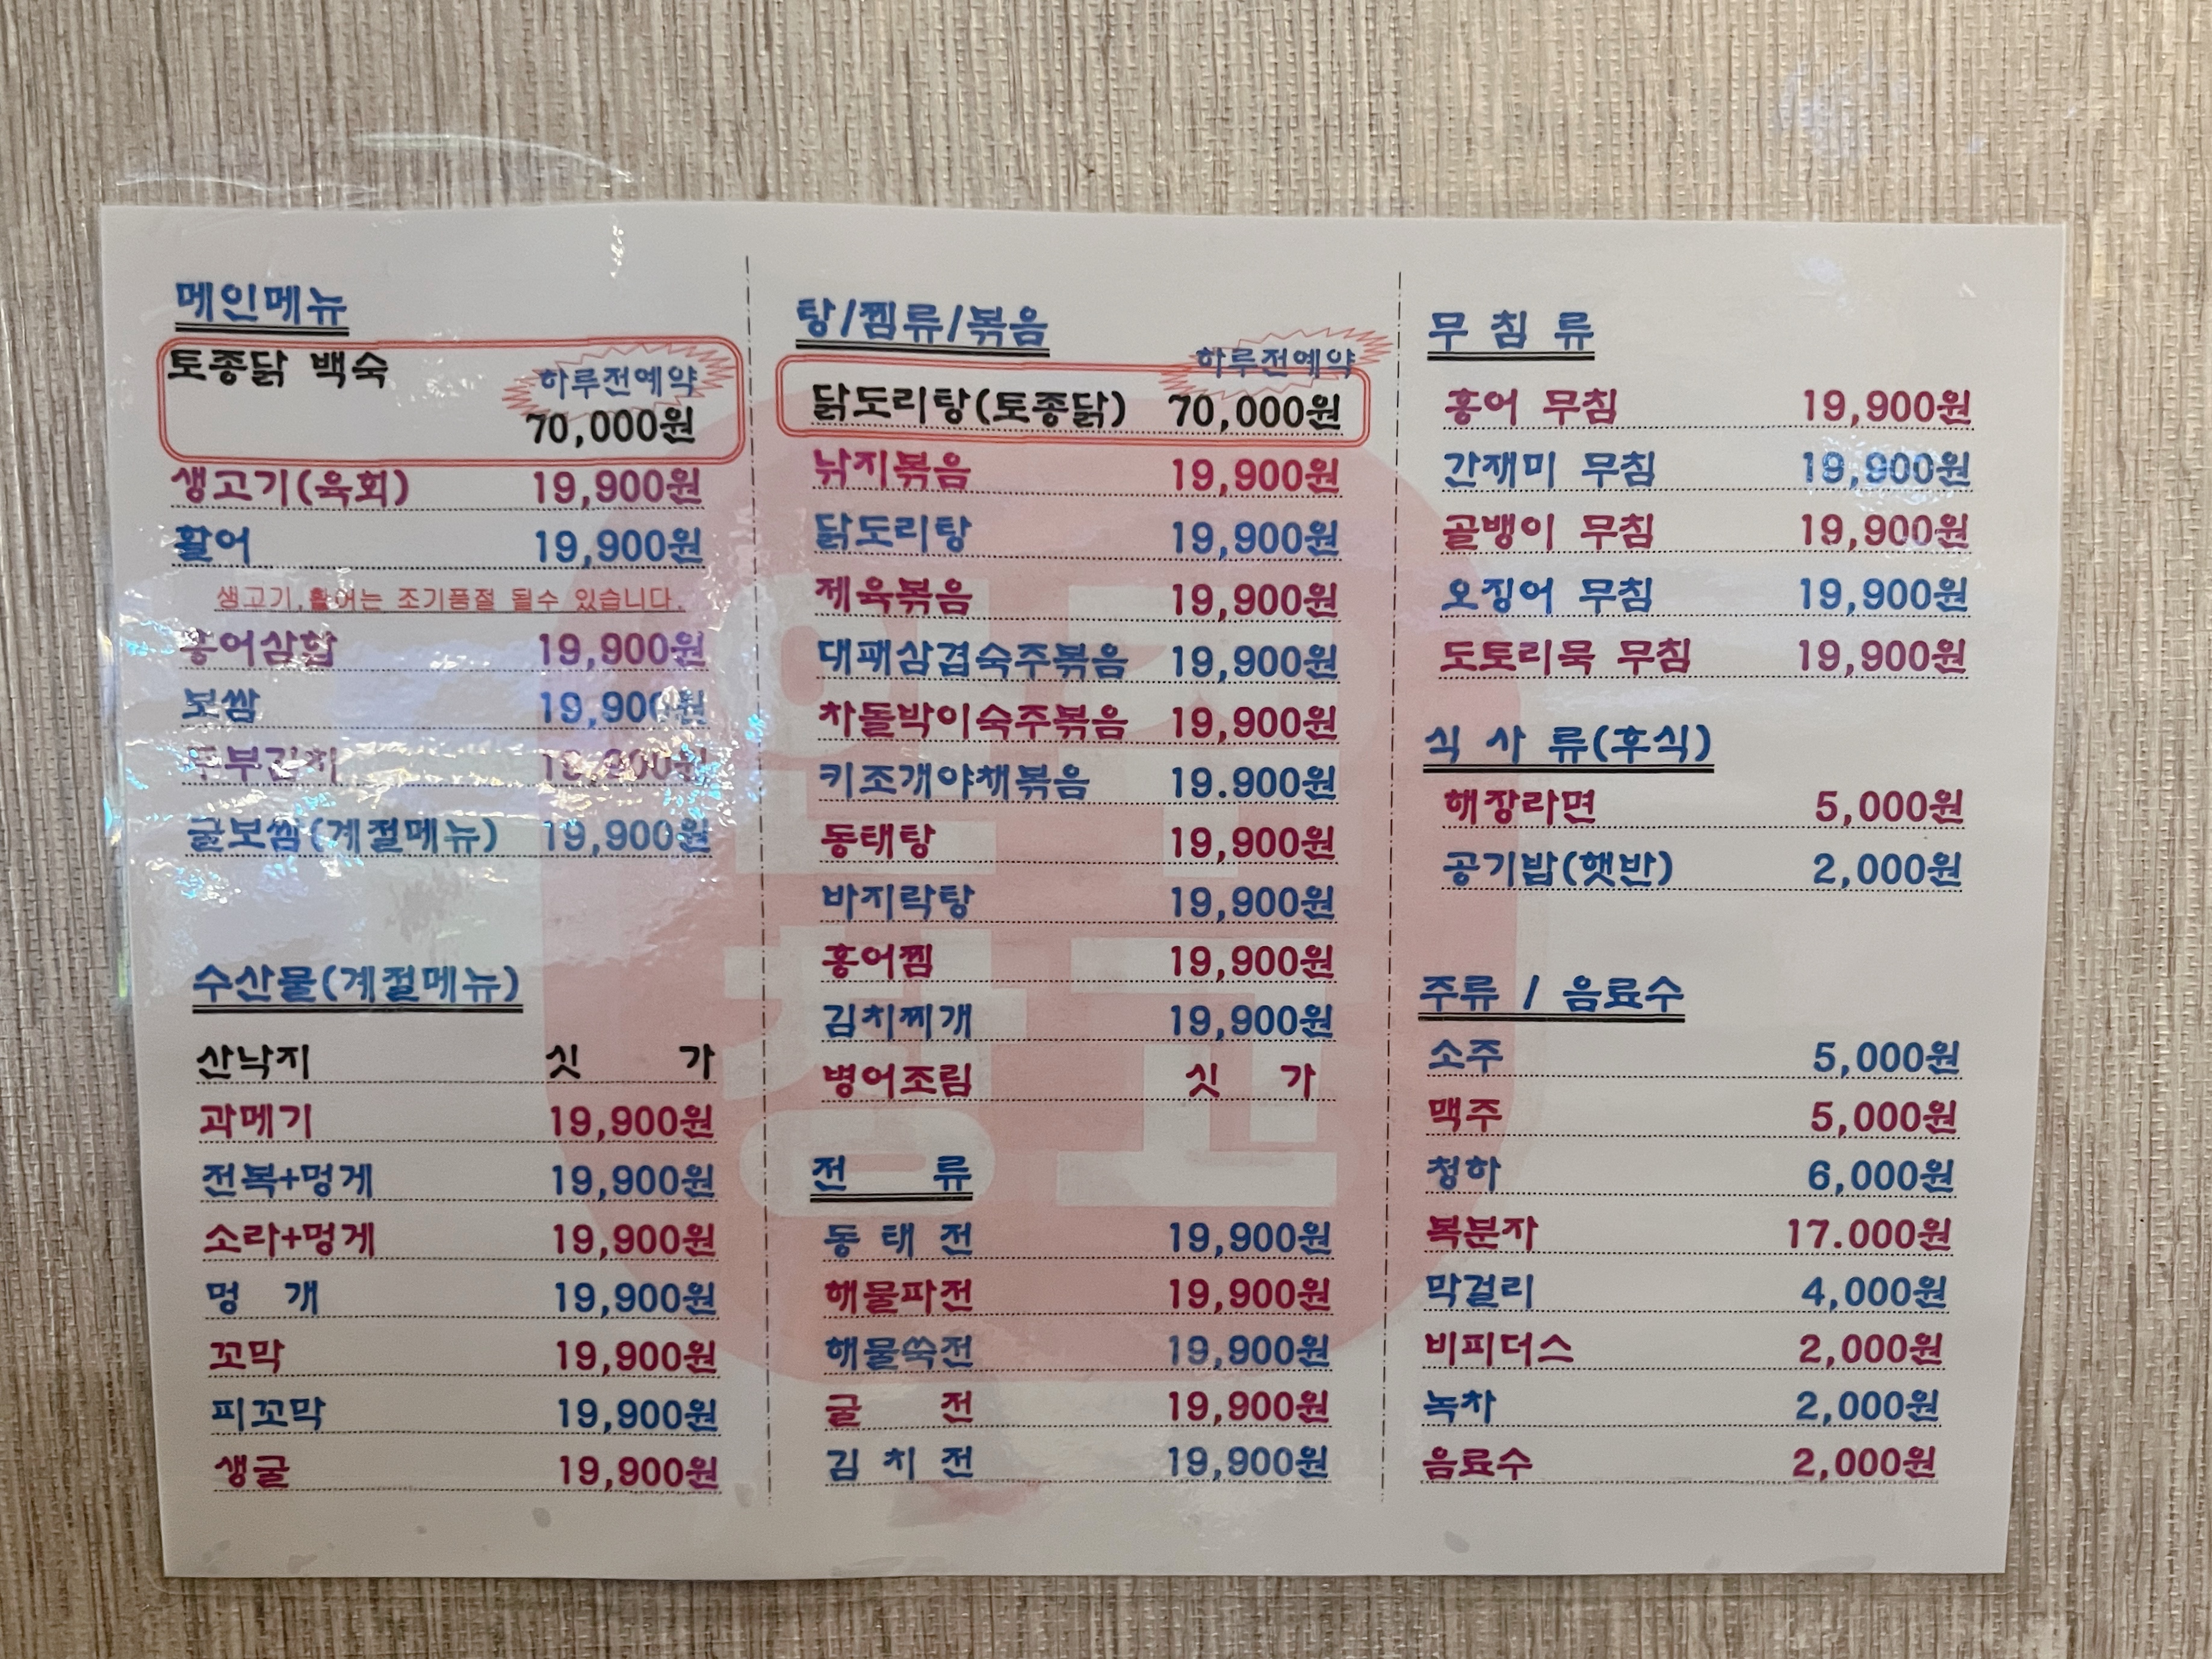 메인메뉴
토종닭 백숙
하루전예약
70,000원
생고기(육회) 19,900원
활어 19,900원
생고기,활어는 조기품절 될수 있습니다.
홍어삼합 19,900원
보쌈 19,900원
두부김치 19,900원
굴보쌈(계절메뉴) 19,900원
수산물(계절메뉴)
산낙지 싯 가
과메기 19,900원
전복+멍게 19,900원
소라+멍게 19,900원
멍 개 19,900원
꼬막 19,900원
피꼬막 19,900원
생굴 19,900원
탕/찜류/볶음
하루전예약
닭도리탕(토종닭) 70,000원
낚지볶음 19,900원
닭도리탕 19,900원
제육볶음 19,900원
대패삼겹숙주볶음 19,900원
차돌박이숙주볶음 19,900원
키조개야채볶음 19.900원
동태탕 19,900원
바지락탕 19,900원
홍어찜 19,900원
김치찌개 19,900원
병어조림 싯 가
전 류
동 태 전 19,900원
해물파전 19,900원
해물쑥전 19,900원
굴 전 19,900원
김 치 전 19,900원
무 침 류
홍어 무침 19,900원
간재미 무침 19,900원
골뱅이 무침 19,900원
오징어 무침 19,900원
도토리묵 무침 19,900원
식 사 류(후식)
해장라면 5,000원
공기밥(햇반) 2,000원
주류 / 음료수
소주 5,000원
맥주 5,000원
청하 6,000원
복분자 17.000원
막걸리 4,000원
비피더스 2,000원
녹차 2,000원
음료수 2,000원